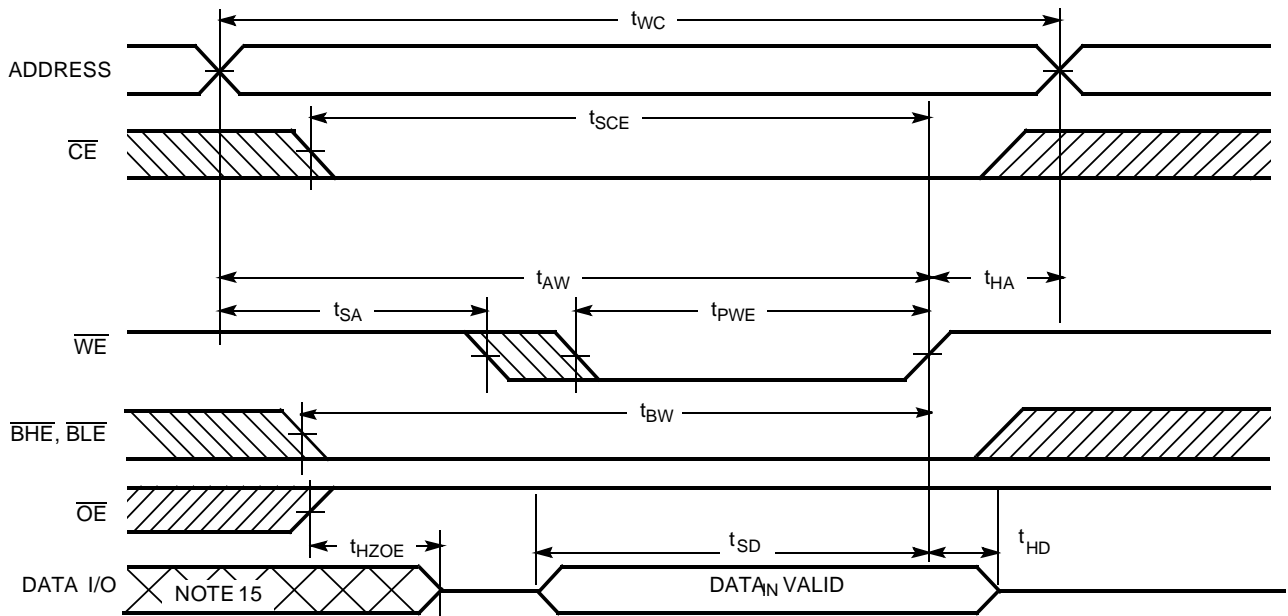 tWC
ADDRESS
tSCE
CE
tAW
tHA
tSA
tPWE
WE
tBW
BHE, BLE
OE
tHZOE
tSD
tHD
DATA I/O
NOTE 15
DATAIN VALID